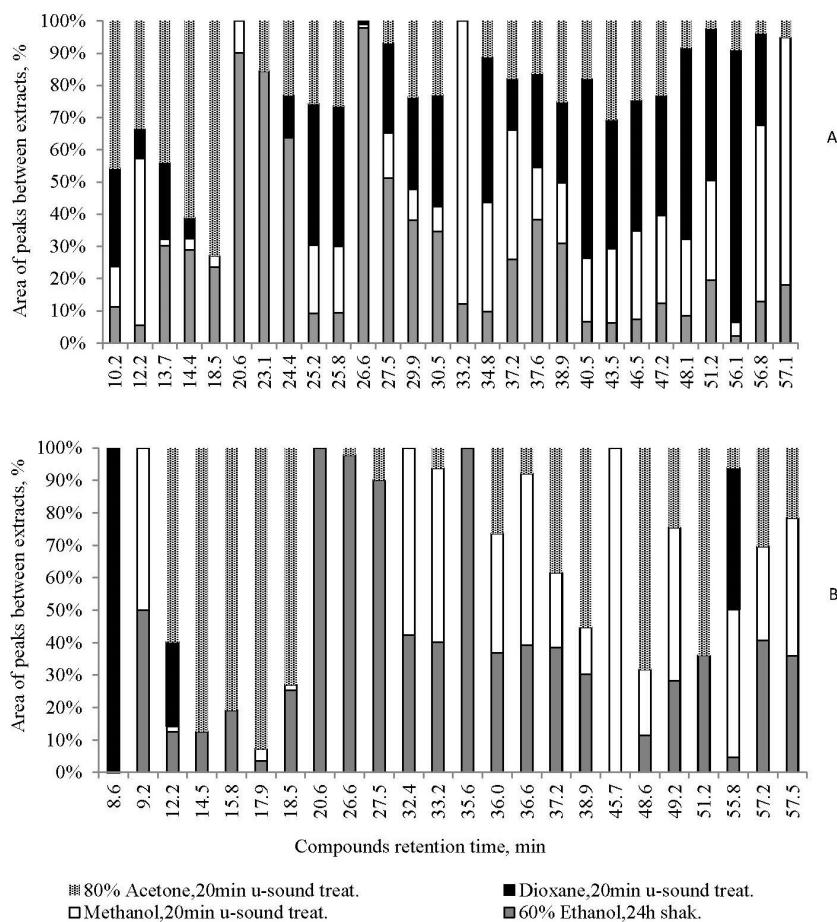 A
Area of peaks between extracts, %
100%
90%
80%
70%
60%
50%
40%
30%
20%
10%
0%
10.2 12.2 13.7 14.4 18.5 20.6 23.1 24.4 25.2 25.8 26.6 27.5 29.9 30.5 33.2 34.8 37.2 37.6 38.9 40.5 43.5 46.5 47.2 48.1 51.2 56.1 56.8 57.1
B
Area of peaks between extracts, %
100%
90%
80%
70%
60%
50%
40%
30%
20%
10%
0%
8.6 9.2 12.2 14.5 15.8 17.9 18.5 20.6 26.6 27.5 32.4 33.2 35.6 36.0 36.6 37.2 38.9 45.7 48.6 49.2 51.2 55.8 57.2 57.5
Compounds retention time, min
80% Acetone,20min u-sound treat. Dioxane,20min u-sound treat.
Methanol,20min u-sound treat. 60% Ethanol,24h shak.